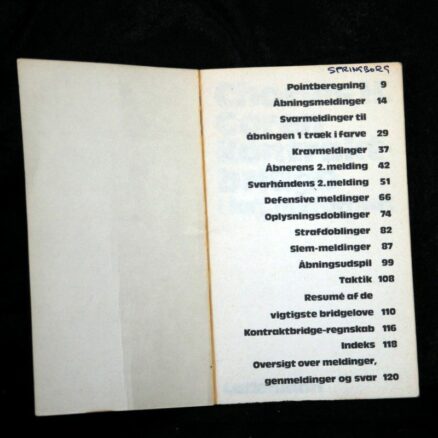 SPRINGBORG
Pointberegning 9
Åbningsmeldinger 14
Svarmeldinger til
åbningen 1 træk i farve 29
Kravmeldinger 37
Åbnerens 2. melding 42
Svarhåndens 2. melding 51
Defensive meldinger 66
Oplysningsdoblinger 74
Strafdoblinger 82
Slem-meldinger 87
Åbningsudspil 99
Taktik 108
Resumé af de
vigtigste bridgelove 110
Kontraktbridge-regnskab 116
Indeks 118
Oversigt over meldinger,
genmeldinger og svar 120